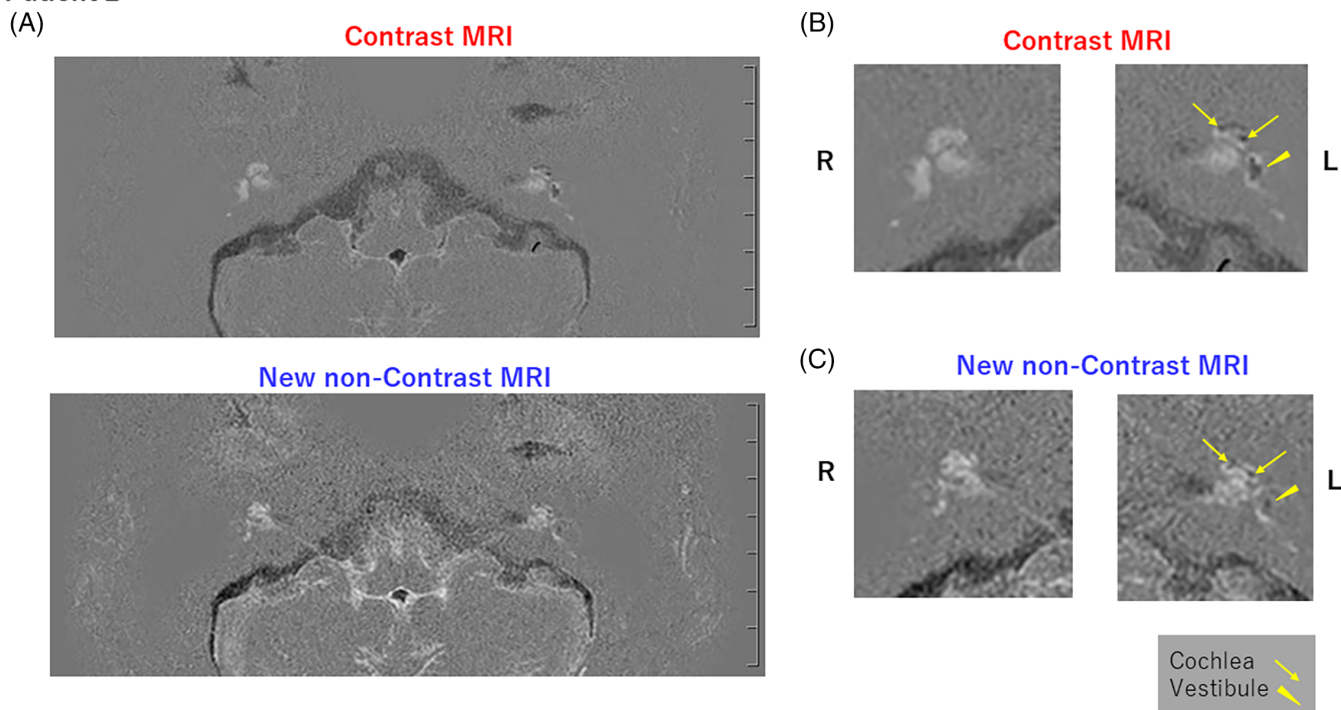 (A)
Contrast MRI
New non-Contrast MRI
(B)
Contrast MRI
R
L
(C)
New non-Contrast MRI
R
L
Cochlea
Vestibule